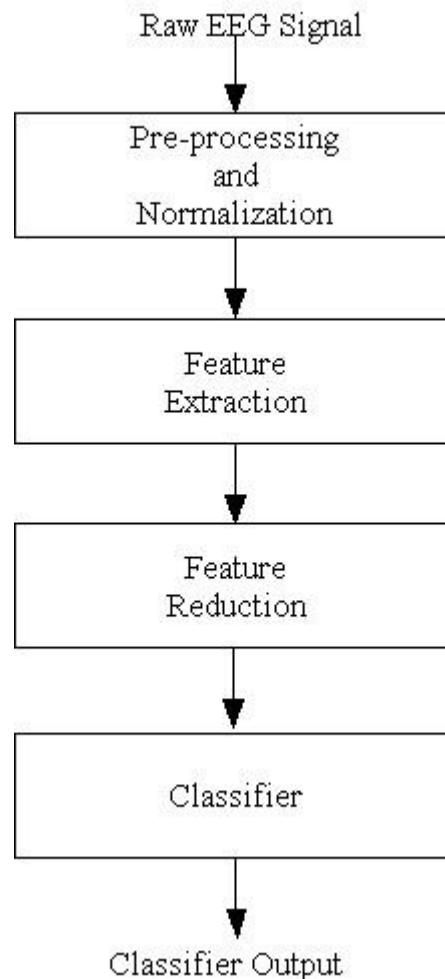 Raw EEG Signal
Pre-processing
and
Normalization
Feature
Extraction
Feature
Reduction
Classifier
Classifier Output